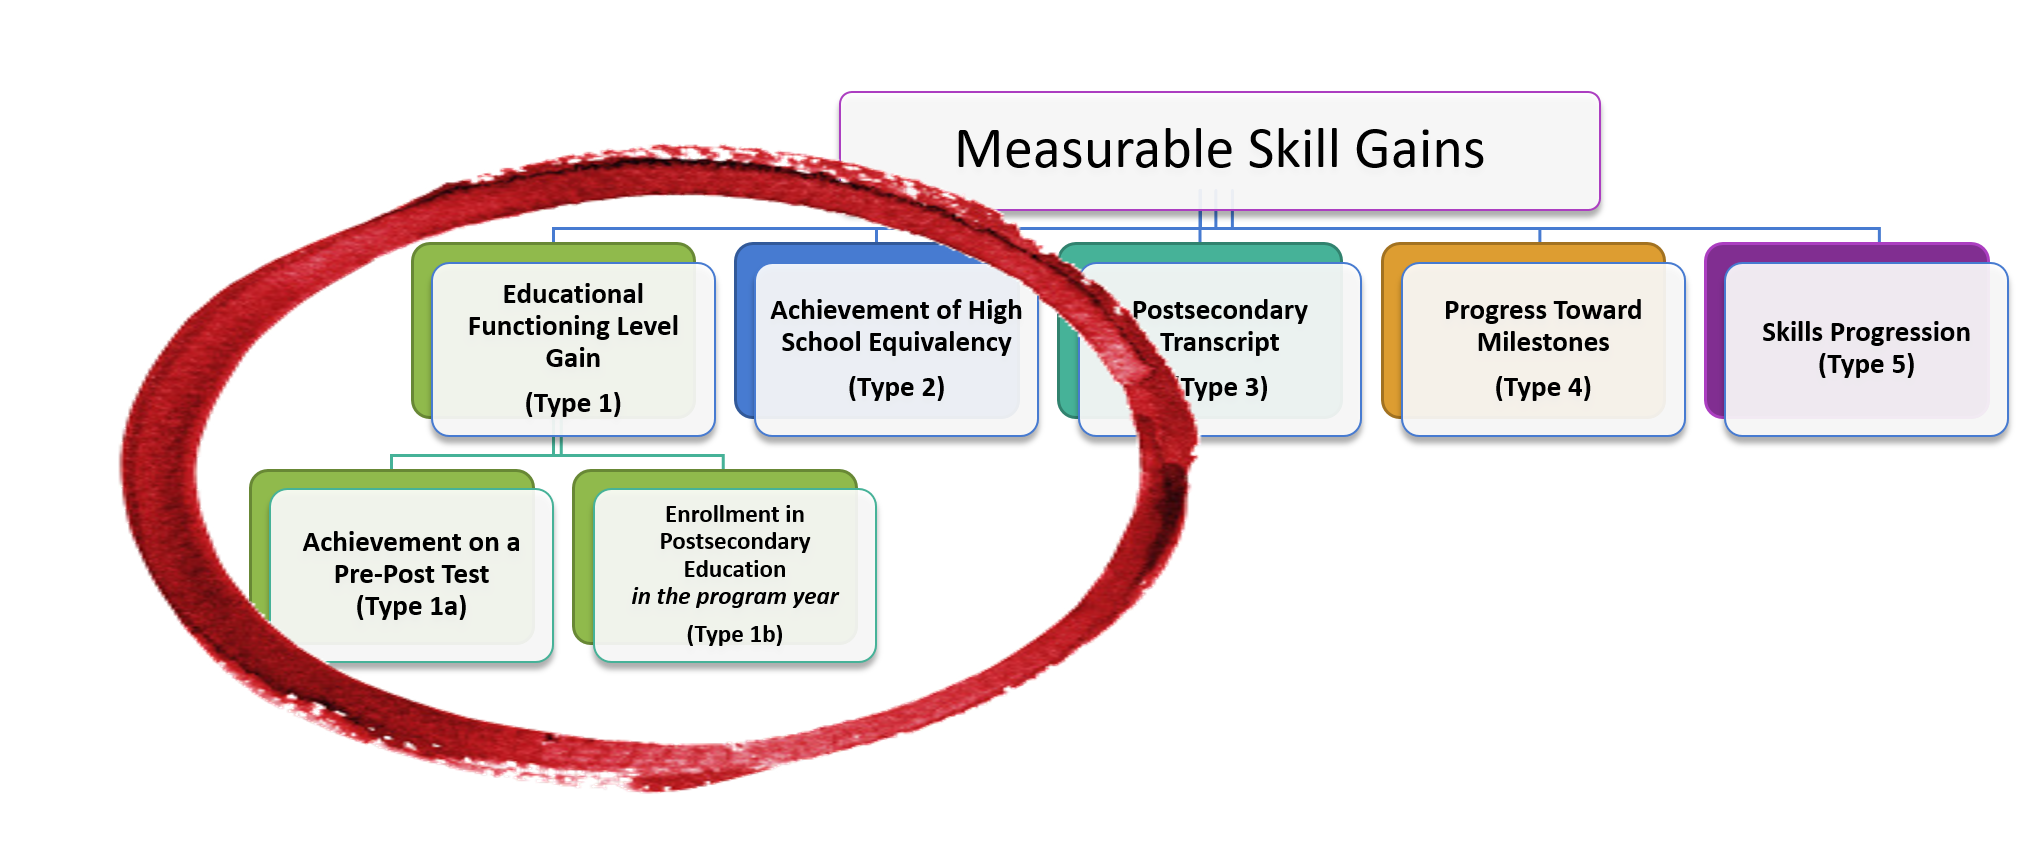 Measurable Skill Gains
Educational
Functioning Level
Gain
(Type 1)
Achievement of High
School Equivalency
(Type 2)
Postsecondary
Transcript
(Type 3)
Progress Toward
Milestones
(Type 4)
Skills Progression
(Type 5)
Achievement on a
Pre-Post Test
(Type 1a)
Enrollment in
Postsecondary
Education
in the program year
(Type 1b)